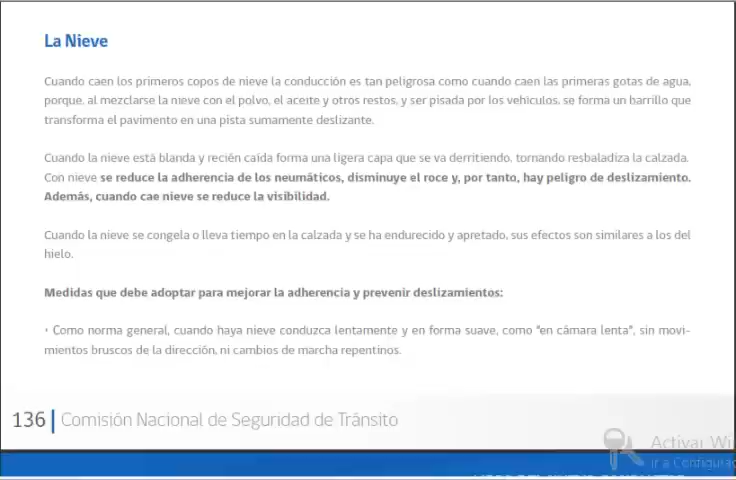 La Nieve
Cuando caen los primeros copos de nieve la conducción es tan peligrosa como cuando caen las primeras gotas de agua,
porque, al mezclarse la nieve con el polvo, el aceite y otros restos, y ser pisada por los vehículos, se forma un barrillo que
transforma el pavimento en una pista sumamente deslizante.
Cuando la nieve está blanda y recién caída forma una ligera capa que se va derritiendo, tornando resbaladiza la calzada.
Con nieve se reduce la adherencia de los neumáticos, disminuye el roce y, por tanto, hay peligro de deslizamiento.
Además, cuando cae nieve se reduce la visibilidad.
Cuando la nieve se congela o lleva tiempo en la calzada y se ha endurecido y apretado, sus efectos son similares a los del
hielo.
Medidas que debe adoptar para mejorar la adherencia y prevenir deslizamientos:
• Como norma general, cuando haya nieve conduzca lentamente y en forma suave, como "en cámara lenta", sin movi-
mientos bruscos de la dirección, ni cambios de marcha repentinos.
136 | Comisión Nacional de Seguridad de Tránsito
Activar Wi
Ir a Configurac